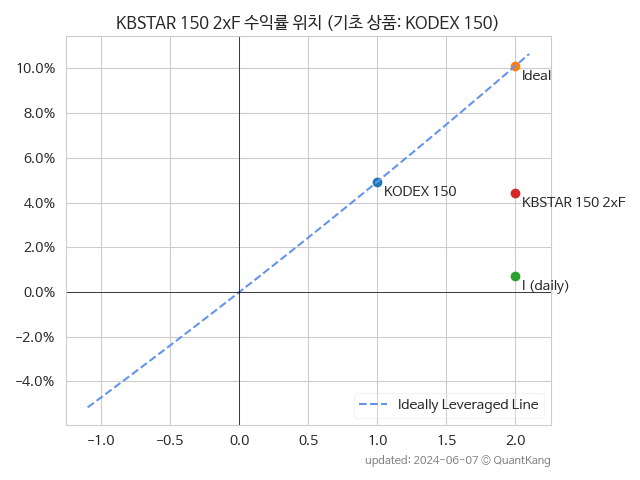 KBSTAR 150 2xF 수익률 위치 (기초 상품: KODEX 150)
10.0%
Ideal
8.0%
6.0%
KODEX 150
4.0%
KBSTAR 150 2xF
2.0%
I (daily)
0.0%
−2.0%
−4.0%
Ideally Leveraged Line
−1.0 −0.5 0.0 0.5 1.0 1.5 2.0
updated: 2024-06-07 © QuantKang